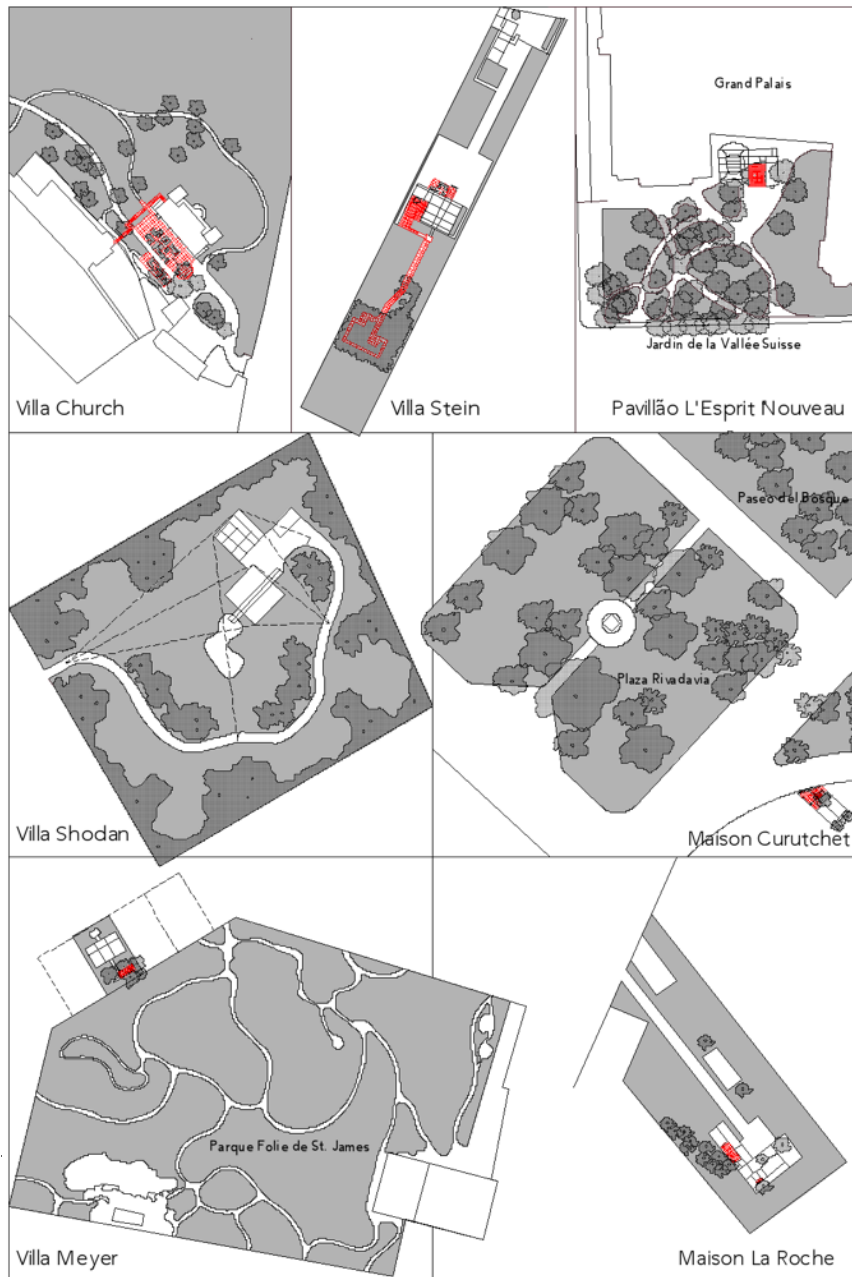 Grand Palais
Jardin de la Vallée Suisse
Villa Church
Villa Stein
Pavilhão L'Esprit Nouveau
Paseo del Bosque
Plaza Rivadavia
Villa Shodan
Maison Curutchet
Parque Folie de St. James
Villa Meyer
Maison La Roche